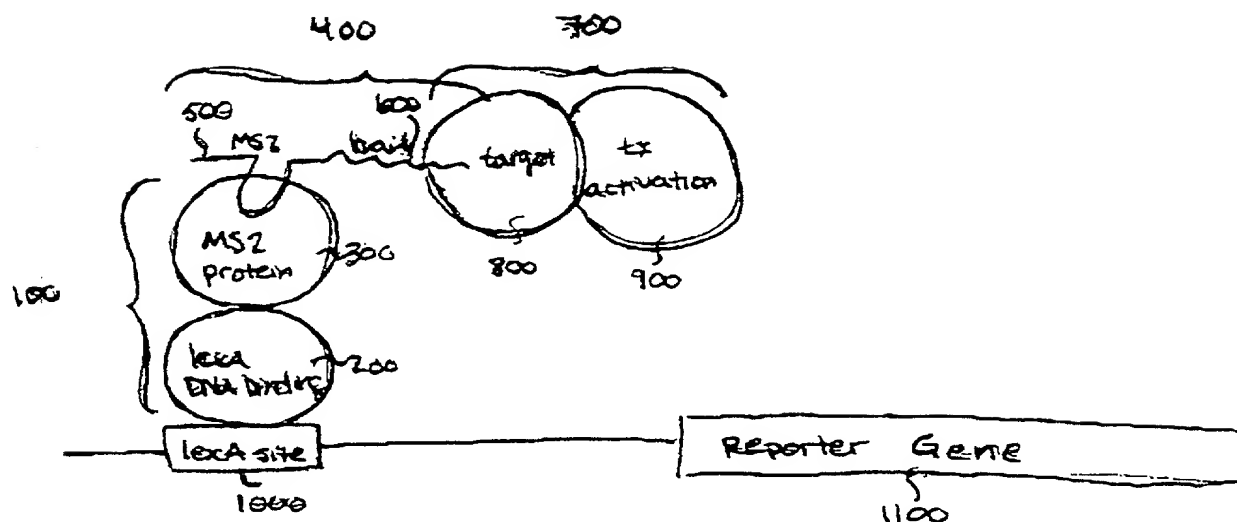 400 700
500 MS2 600 bait
target tx
activation
MS2
protein 300
800 900
100
lexA
DNA binding 200
lexA site
1000
Reporter Gene
1100